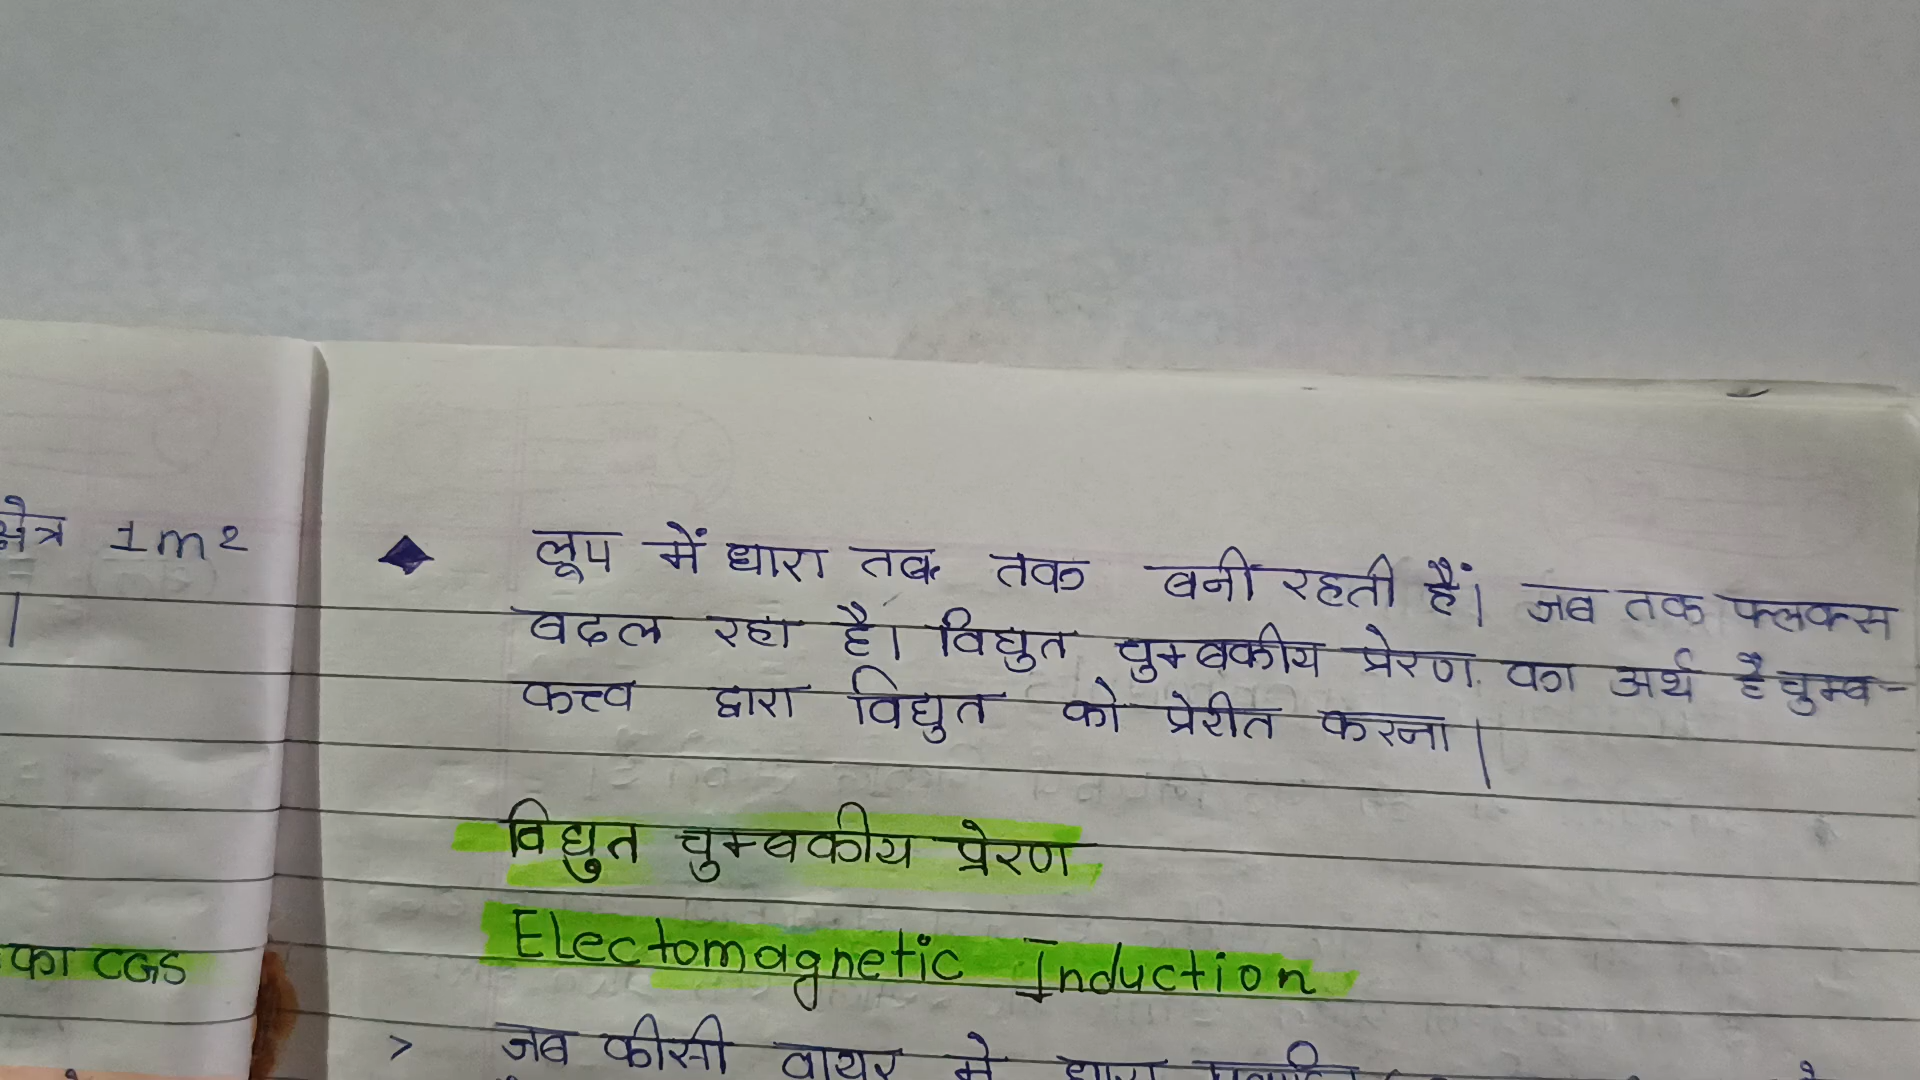 क्षेत्र 1m²
।
का CGS
लूप में धारा तब तक बनी रहती हैं। जब तक फ्लक्स
बदल रहा है। विद्युत चुम्बकीय प्रेरण का अर्थ है चुम्ब-
कत्त्व द्वारा विद्युत को प्रेरीत करना।
विद्युत चुम्बकीय प्रेरण
Electomagnetic Induction
> जब कीसी वायर मे धारा